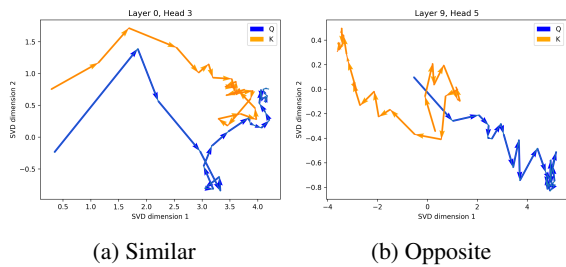 Layer 0, Head 3
Q
K
1.5
1.0
0.5
0.0
−0.5
SVD dimension 2
0.5 1.0 1.5 2.0 2.5 3.0 3.5 4.0
SVD dimension 1
(a) Similar
Layer 9, Head 5
Q
K
0.4
0.2
0.0
−0.2
−0.4
−0.6
−0.8
SVD dimension 2
−4 −2 0 2 4
SVD dimension 1
(b) Opposite